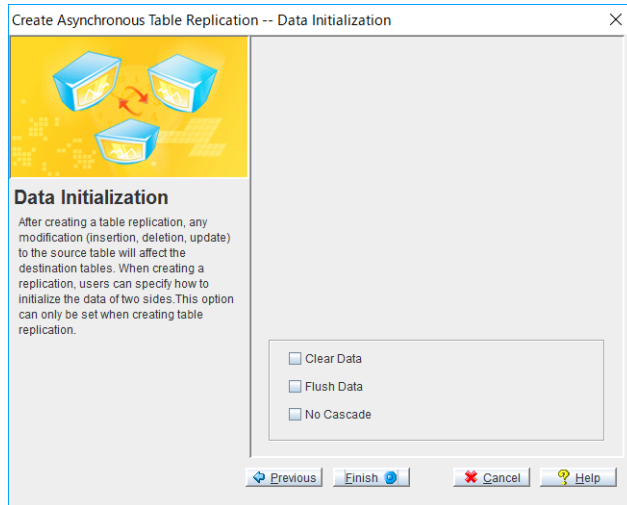 Create Asynchronous Table Replication -- Data Initialization
Data Initialization
After creating a table replication, any
modification (insertion, deletion, update)
to the source table will affect the
destination tables. When creating a
replication, users can specify how to
initialize the data of two sides.This option
can only be set when creating table
replication.
Clear Data
Flush Data
No Cascade
Previous Finish Cancel Help